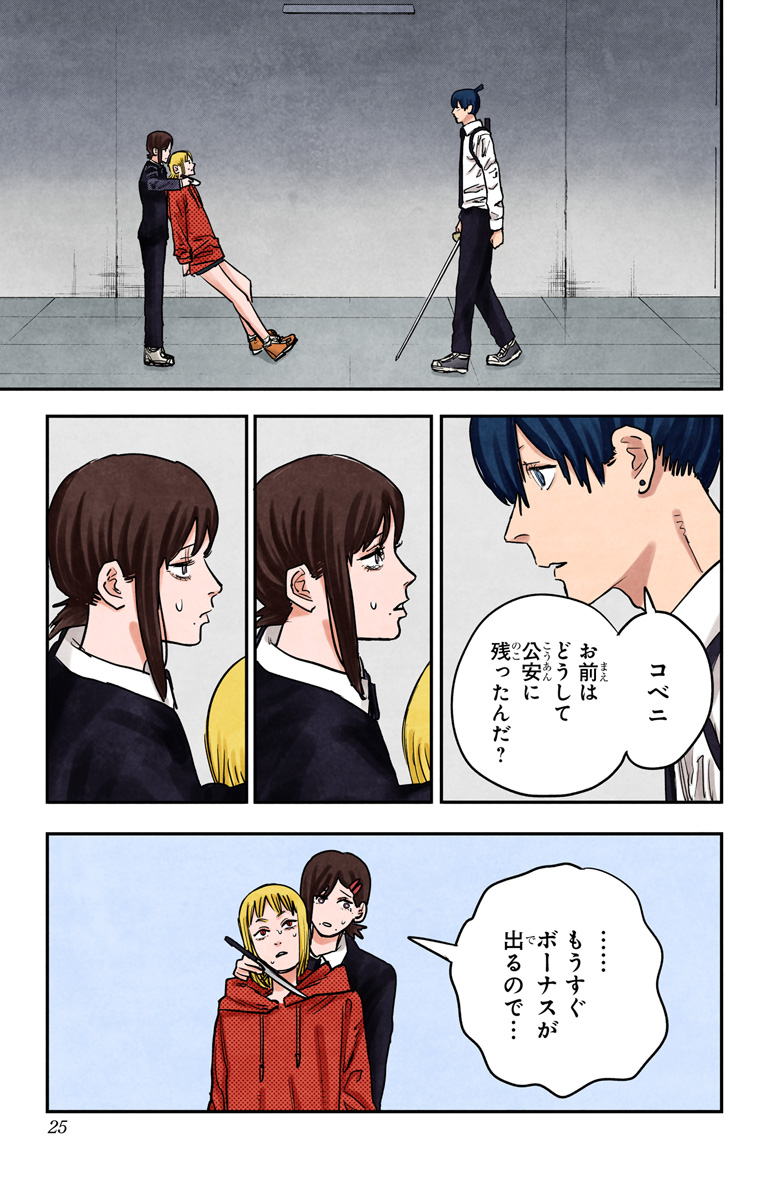 コベニ
お前は
どうして
公安に
残ったんだ?
……
もうすぐ
ボーナスが
出るので…
25